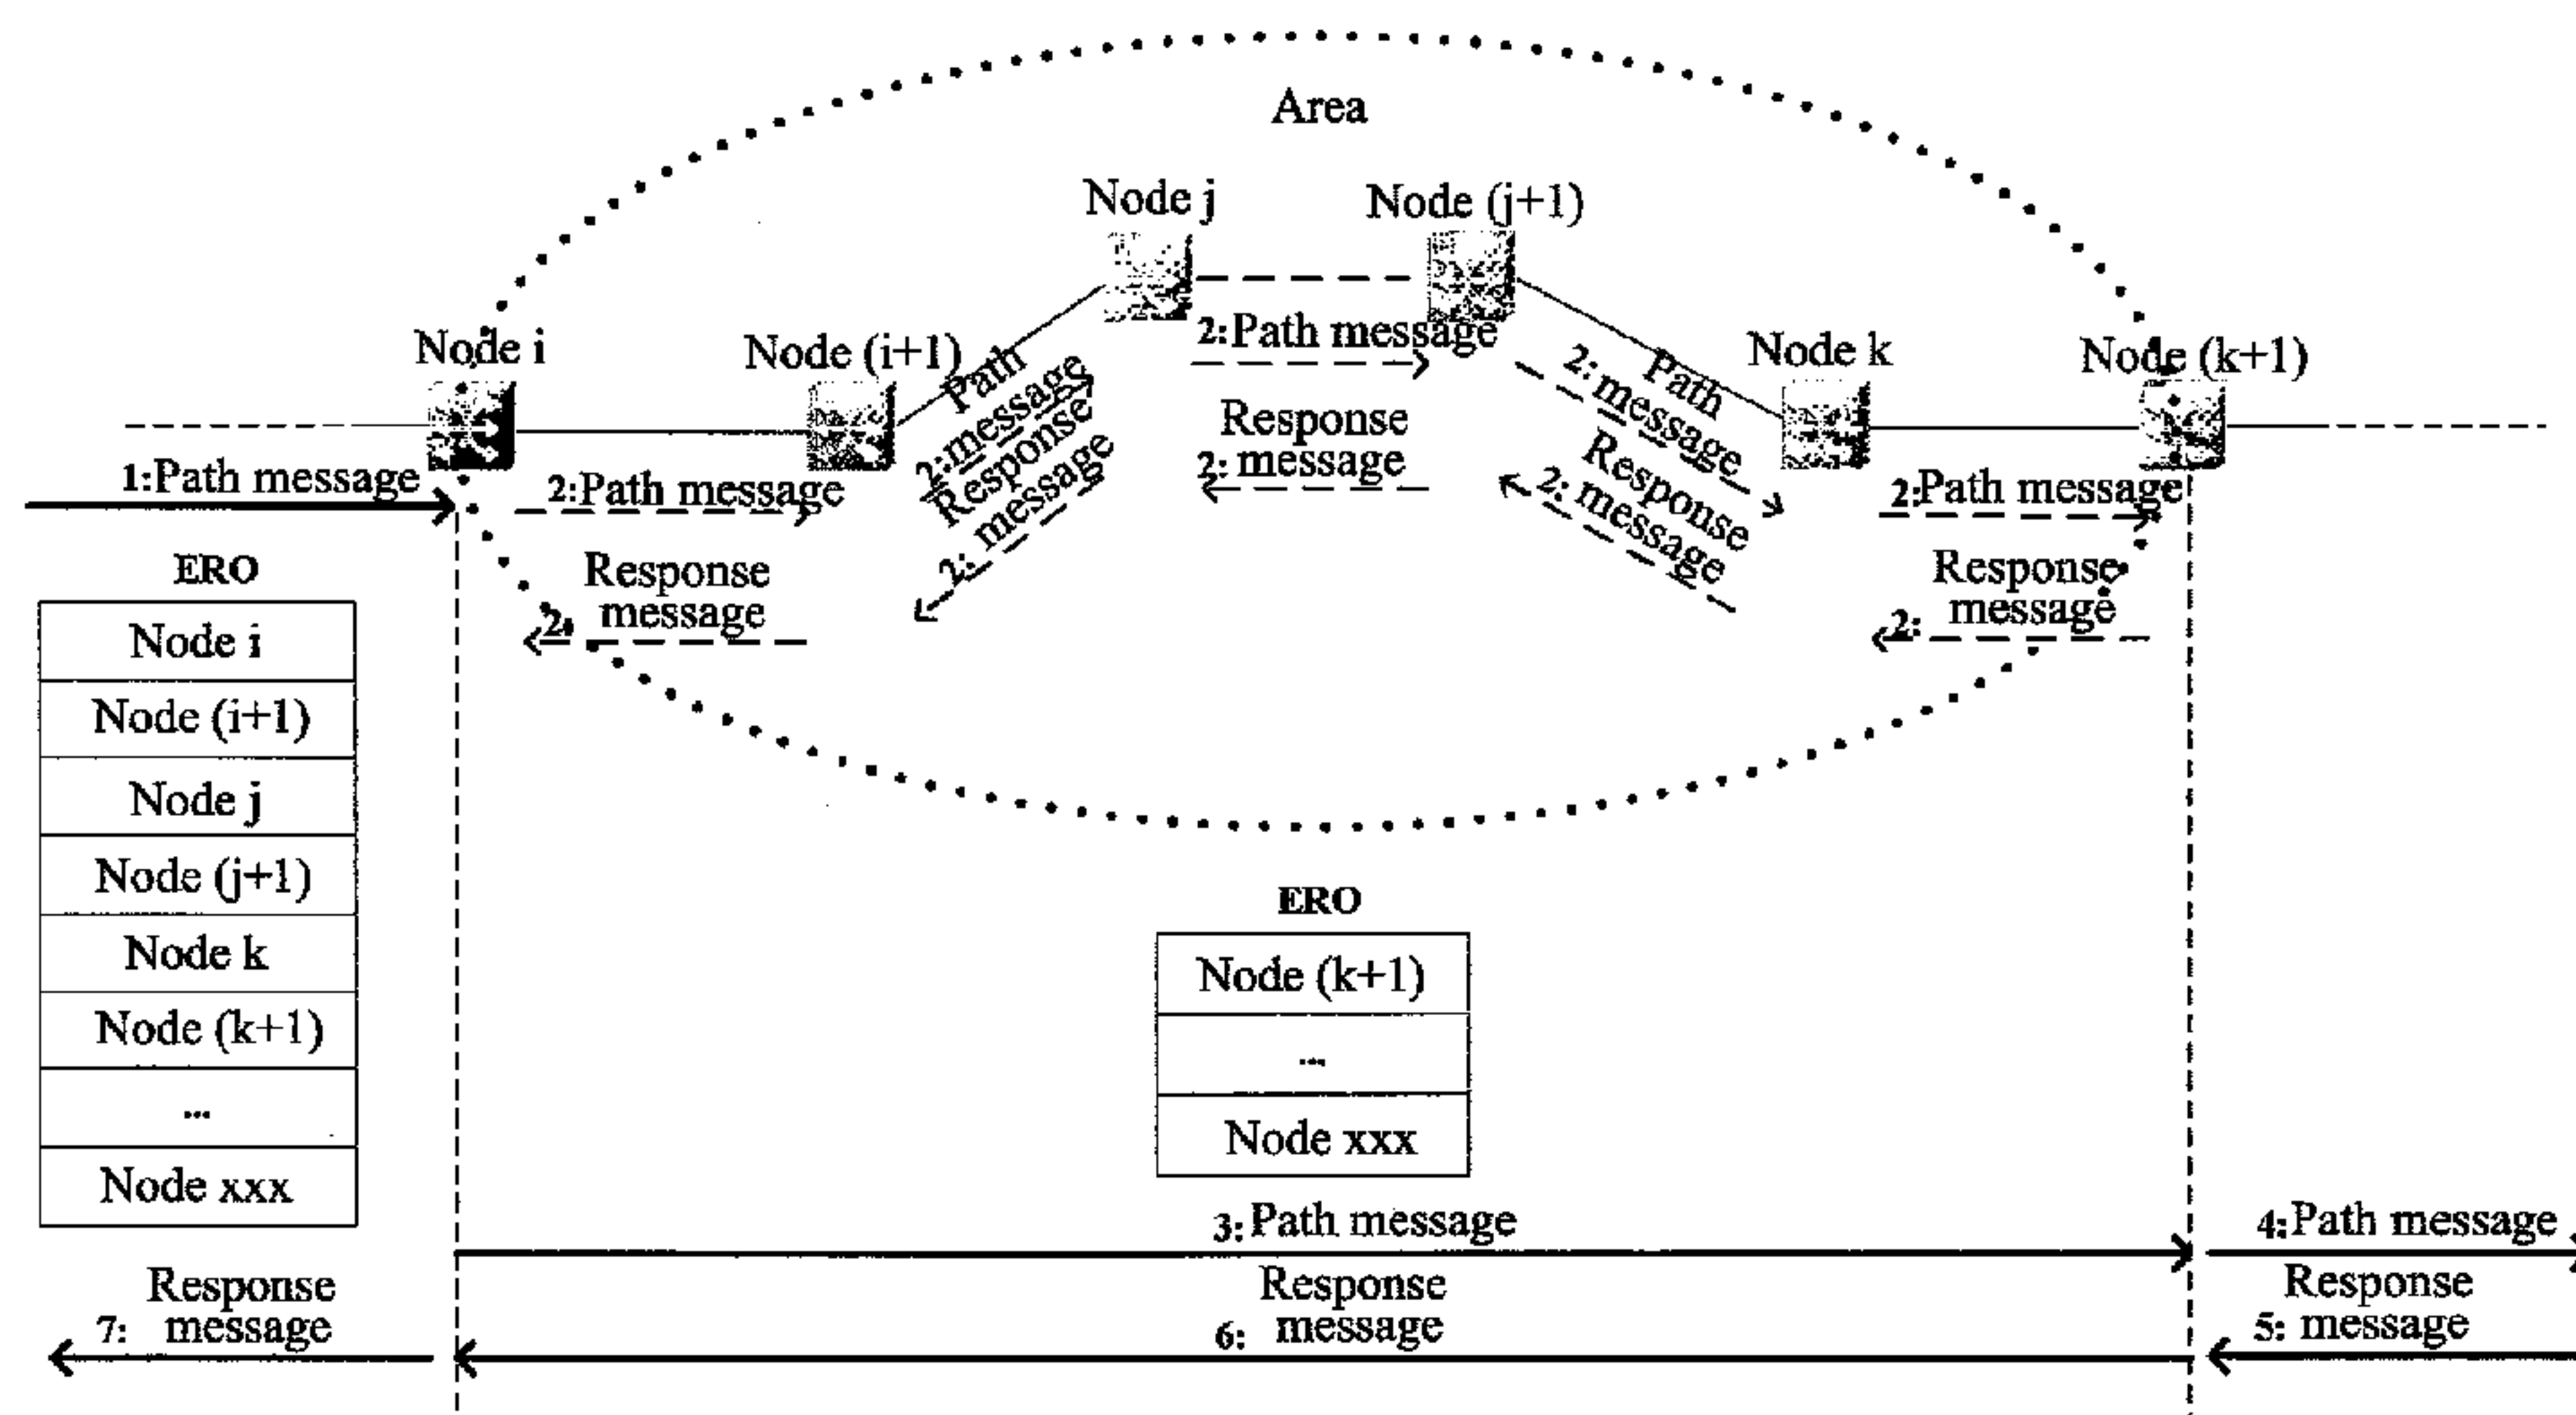 Area
Node j
Node (j+1)
Node i
Node (i+1)
Node k
Node (k+1)
1:Path message
2:Path message
Path
2:message
Response
2: message
2:Path message
Response
2: message
Path
2: message
Response
2: message
2:Path message
Response
message
2:
Response
message
2:
ERO
Node i
Node (i+1)
Node j
Node (j+1)
Node k
Node (k+1)
...
Node xxx
ERO
Node (k+1)
...
Node xxx
3:Path message
4:Path message
Response
7: message
Response
6: message
Response
5: message